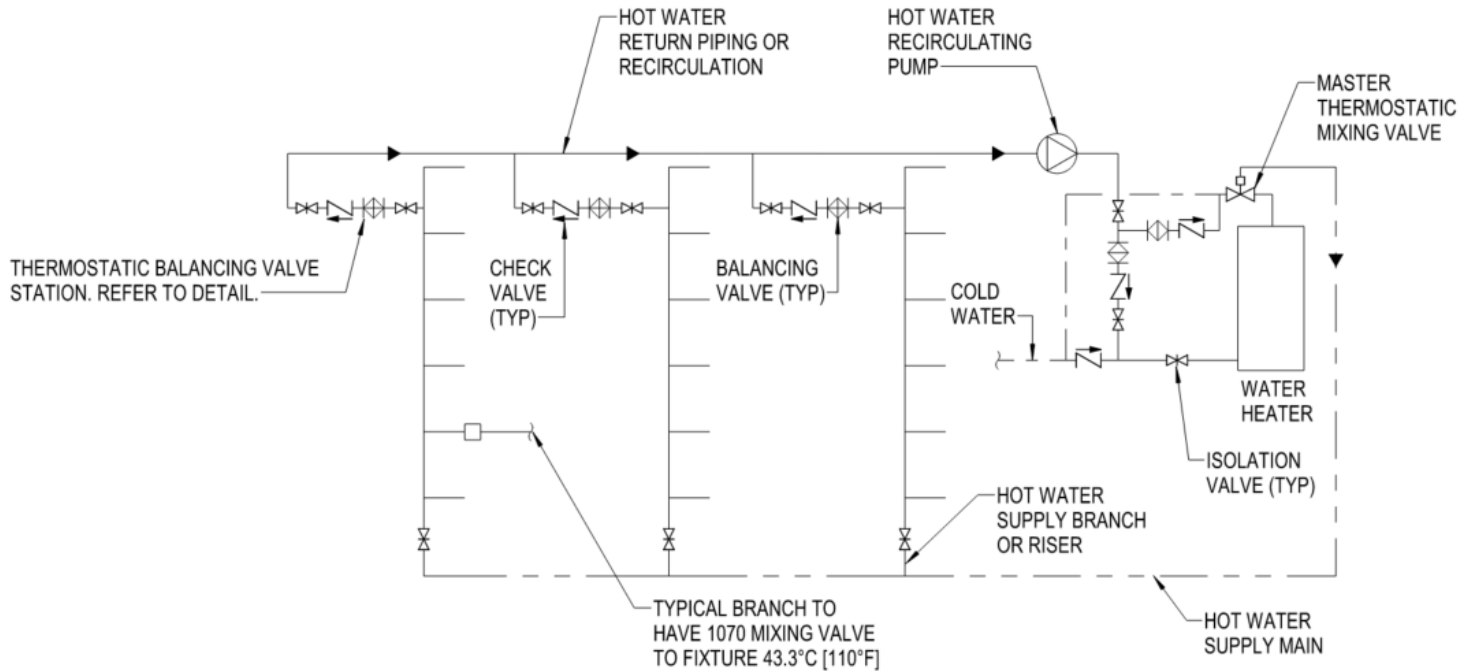 HOT WATER
RETURN PIPING OR
RECIRCULATION
HOT WATER
RECIRCULATING
PUMP
MASTER
THERMOSTATIC
MIXING VALVE
THERMOSTATIC BALANCING VALVE
STATION. REFER TO DETAIL.
CHECK
VALVE
(TYP)
BALANCING
VALVE (TYP)
COLD
WATER
WATER
HEATER
ISOLATION
VALVE (TYP)
HOT WATER
SUPPLY BRANCH
OR RISER
TYPICAL BRANCH TO
HAVE 1070 MIXING VALVE
TO FIXTURE 43.3°C [110°F]
HOT WATER
SUPPLY MAIN